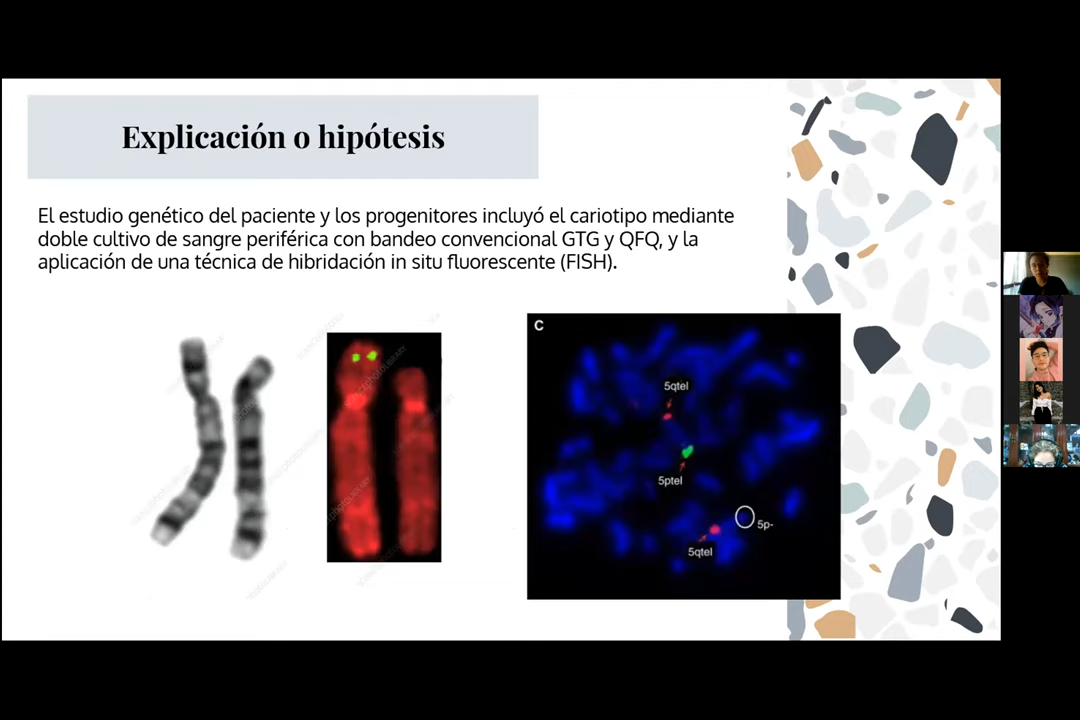 Explicación o hipótesis
El estudio genético del paciente y los progenitores incluyó el cariotipo mediante
doble cultivo de sangre periférica con bandeo convencional GTG y QFQ, y la
aplicación de una técnica de hibridación in situ fluorescente (FISH).
C
5qtel
5ptel
5p-
5qtel